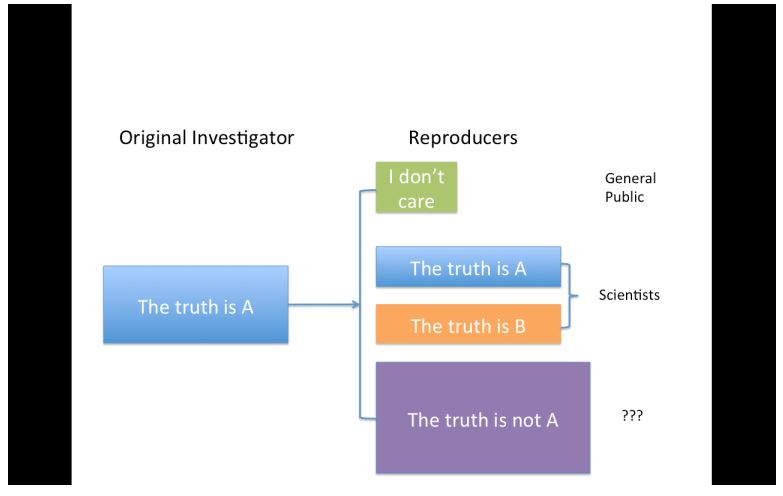 Original Investigator
Reproducers
I don't
care
General
Public
The truth is A
The truth is A
Scientists
The truth is B
The truth is not A
???